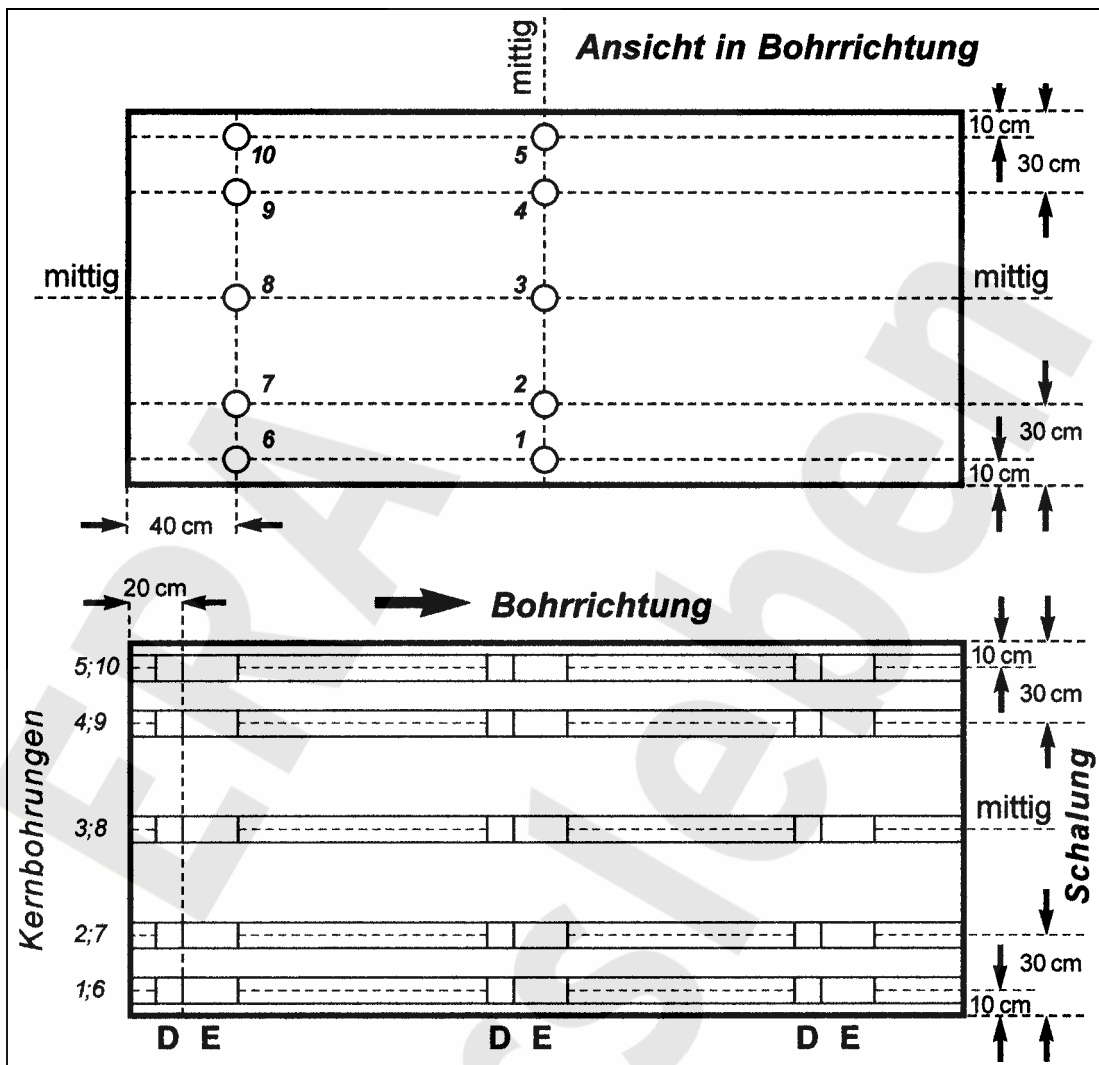 Ansicht in Bohrrichtung
mittig
10 cm
30 cm
10
5
9
4
mittig
8
3
mittig
7
2
6
1
30 cm
10 cm
40 cm
20 cm
Bohrrichtung
5;10
10 cm
30 cm
4;9
3;8
mittig
2;7
30 cm
1;6
10 cm
Kernbohrungen
Schalung
D E
D E
D E
ERA
sleben